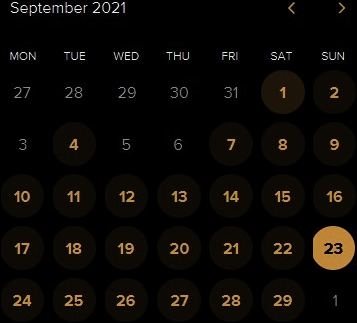 September 2021 < >
MON TUE WED THU FRI SAT SUN
27 28 29 30 31 1 2
3 4 5 6 7 8 9
10 11 12 13 14 15 16
17 18 19 20 21 22 23
24 25 26 27 28 29 1